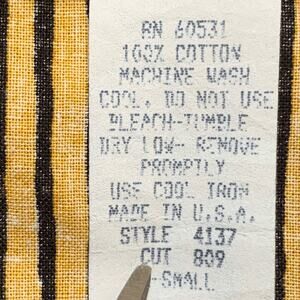 RN 60531
100% COTTON
MACHINE WASH
COOL. DO NOT USE
BLEACH-TUMBLE
DRY LOW- REMOVE
PROMPTLY
USE COOL IRON
MADE IN U.S.A.
STYLE 4137
CUT 809
-SMALL